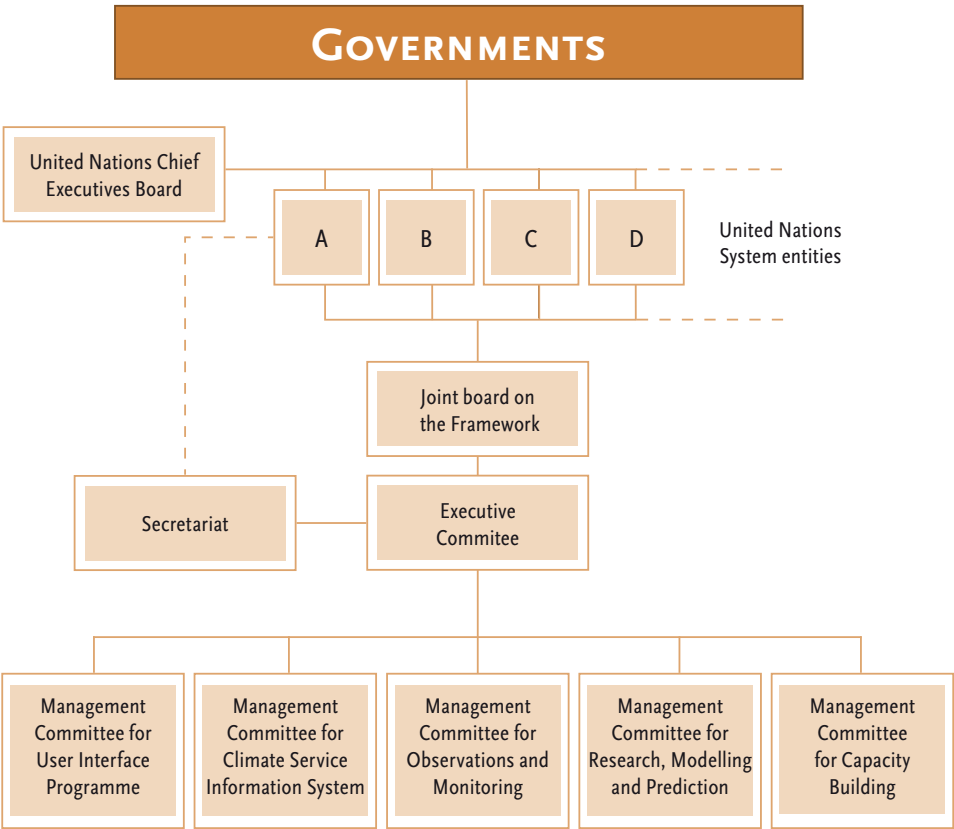 GOVERNMENTS
United Nations Chief
Executives Board
A
B
C
D
United Nations
System entities
Joint board on
the Framework
Secretariat
Executive
Commitee
Management
Committee for
User Interface
Programme
Management
Committee for
Climate Service
Information System
Management
Committee for
Observations and
Monitoring
Management
Committee for
Research, Modelling
and Prediction
Management
Committee
for Capacity
Building